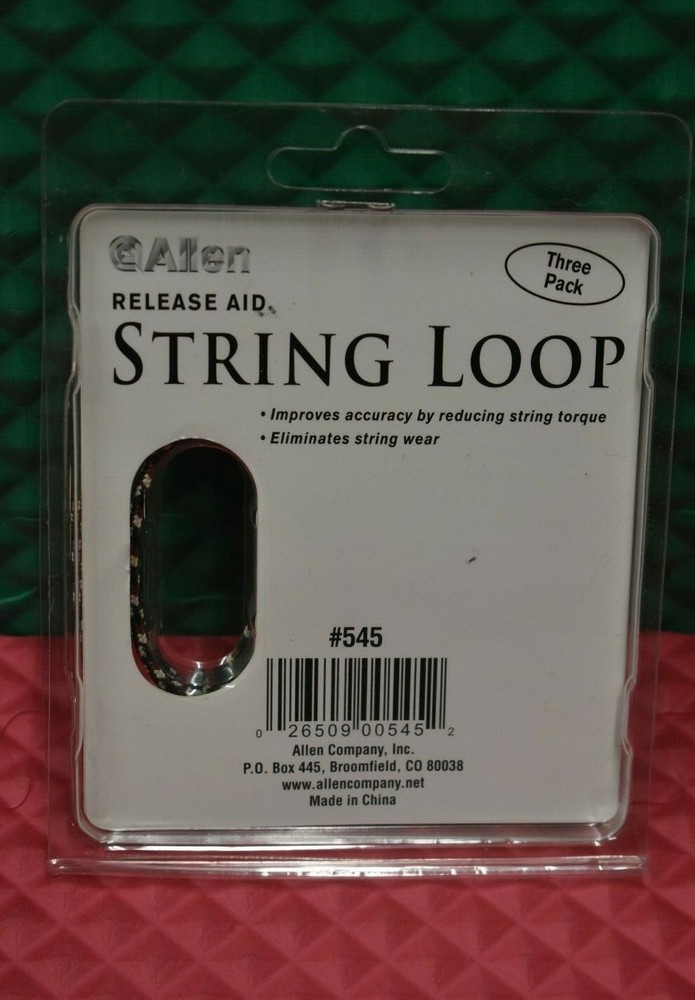 Allen
Three
Pack
RELEASE AID
STRING LOOP
• Improves accuracy by reducing string torque
• Eliminates string wear
#545
0 26509 00545 2
Allen Company, Inc.
P.O. Box 445, Broomfield, CO 80038
www.allencompany.net
Made in China